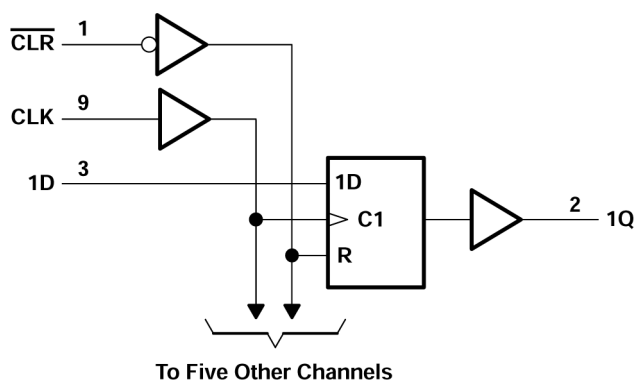 CLR 1
CLK 9
1D 3
1D
C1
R
2 1Q
To Five Other Channels